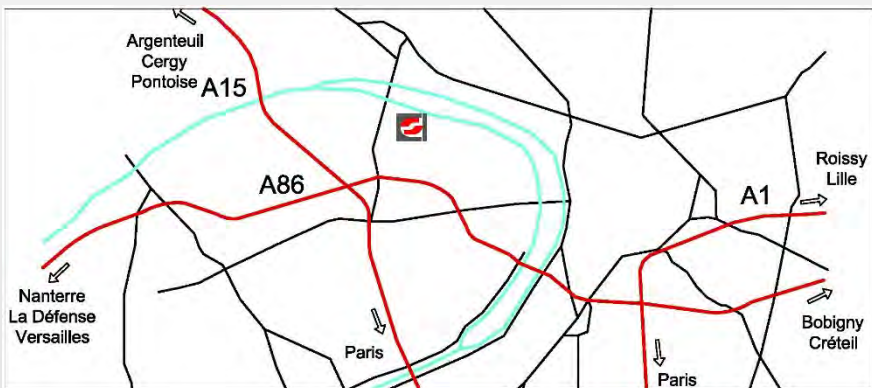 Argenteuil
Cergy
Pontoise
A15
A86
A1
Roissy
Lille
Nanterre
La Défense
Versailles
Paris
Paris
Bobigny
Créteil